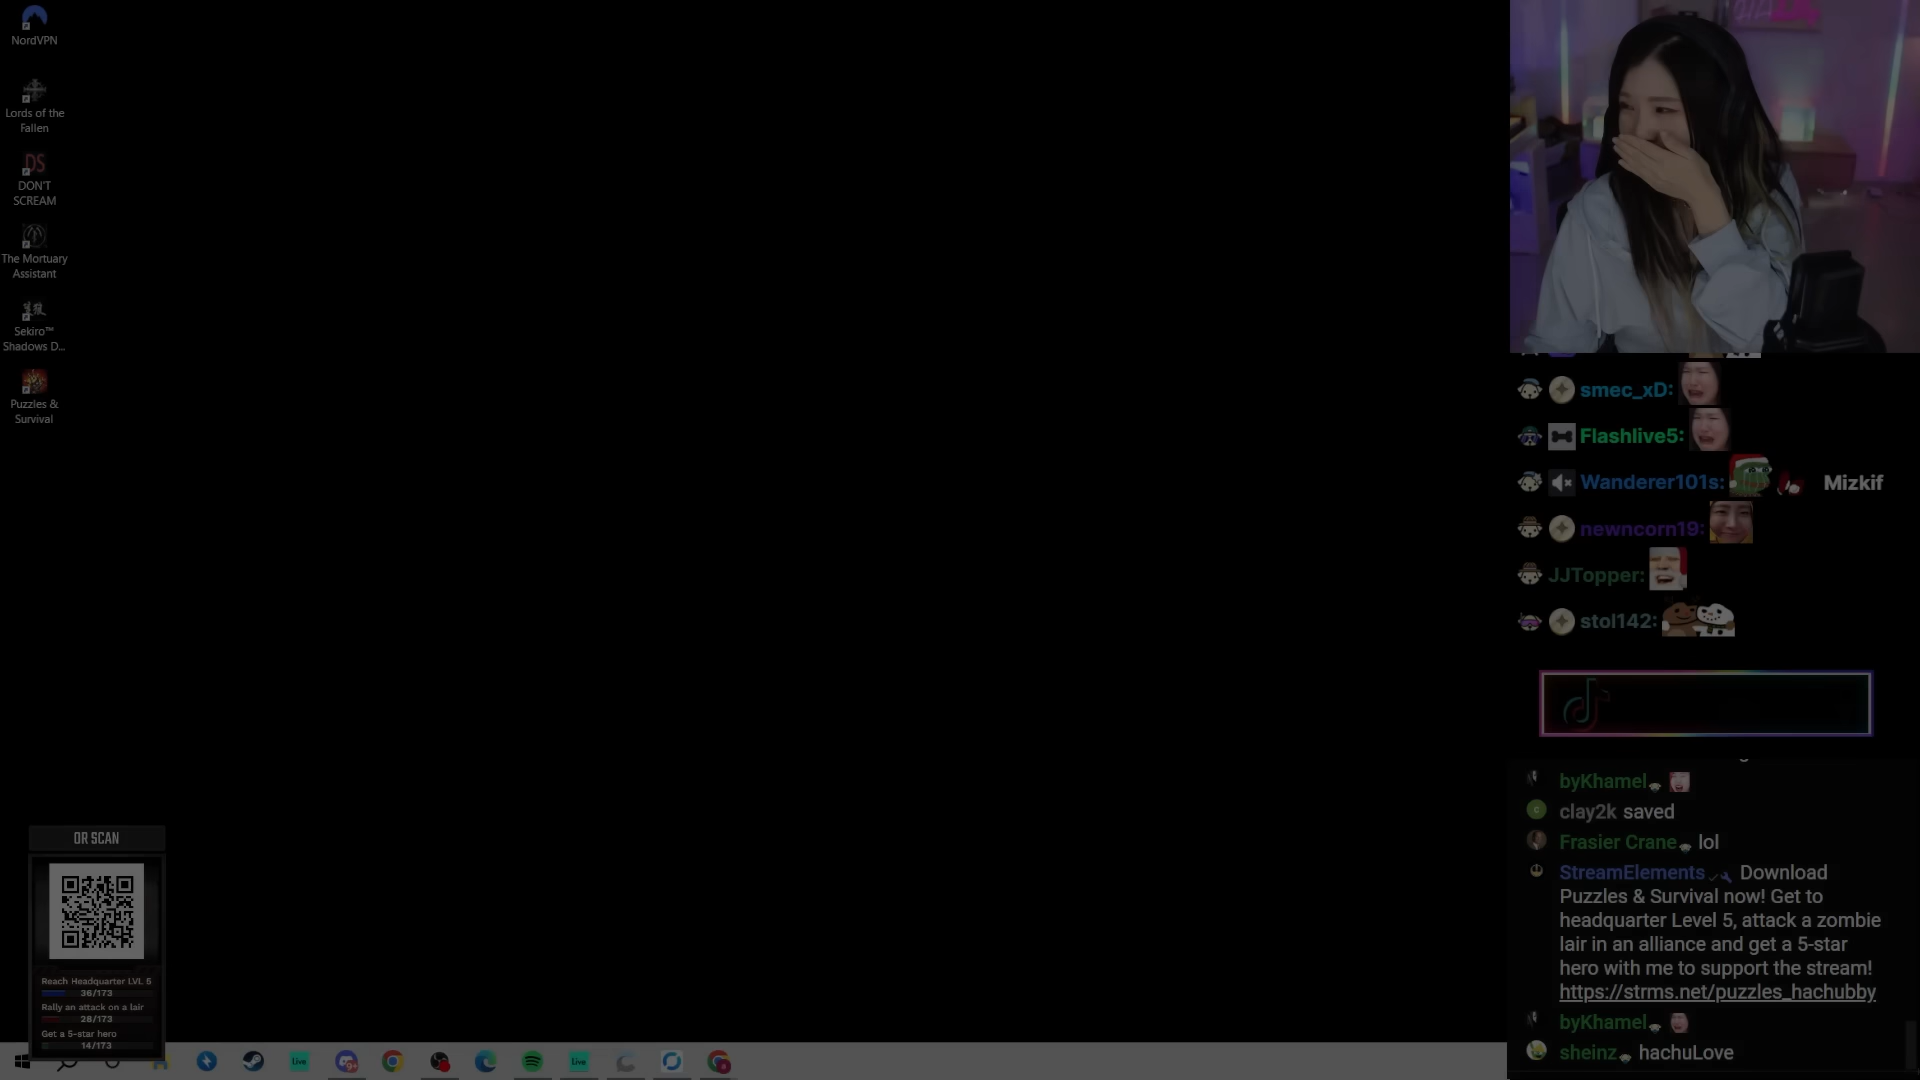 NordVPN
Lords of the
Fallen
DS
DON'T
SCREAM
The Mortuary
Assistant
Sekiro™
Shadows D...
Puzzles &
Survival
OR SCAN
Reach Headquarter LVL 5
36/173
Rally an attack on a lair
28/173
Get a 5-star hero
14/173
Live
9+
Live
smec_xD:
Flashlive5:
Wanderer101s: Mizkif
newncorn19:
JJTopper:
stol142:
byKhamel
clay2k saved
Frasier Crane lol
StreamElements Download
Puzzles & Survival now! Get to
headquarter Level 5, attack a zombie
lair in an alliance and get a 5-star
hero with me to support the stream!
https://strms.net/puzzles_hachubby
byKhamel
sheinz hachuLove